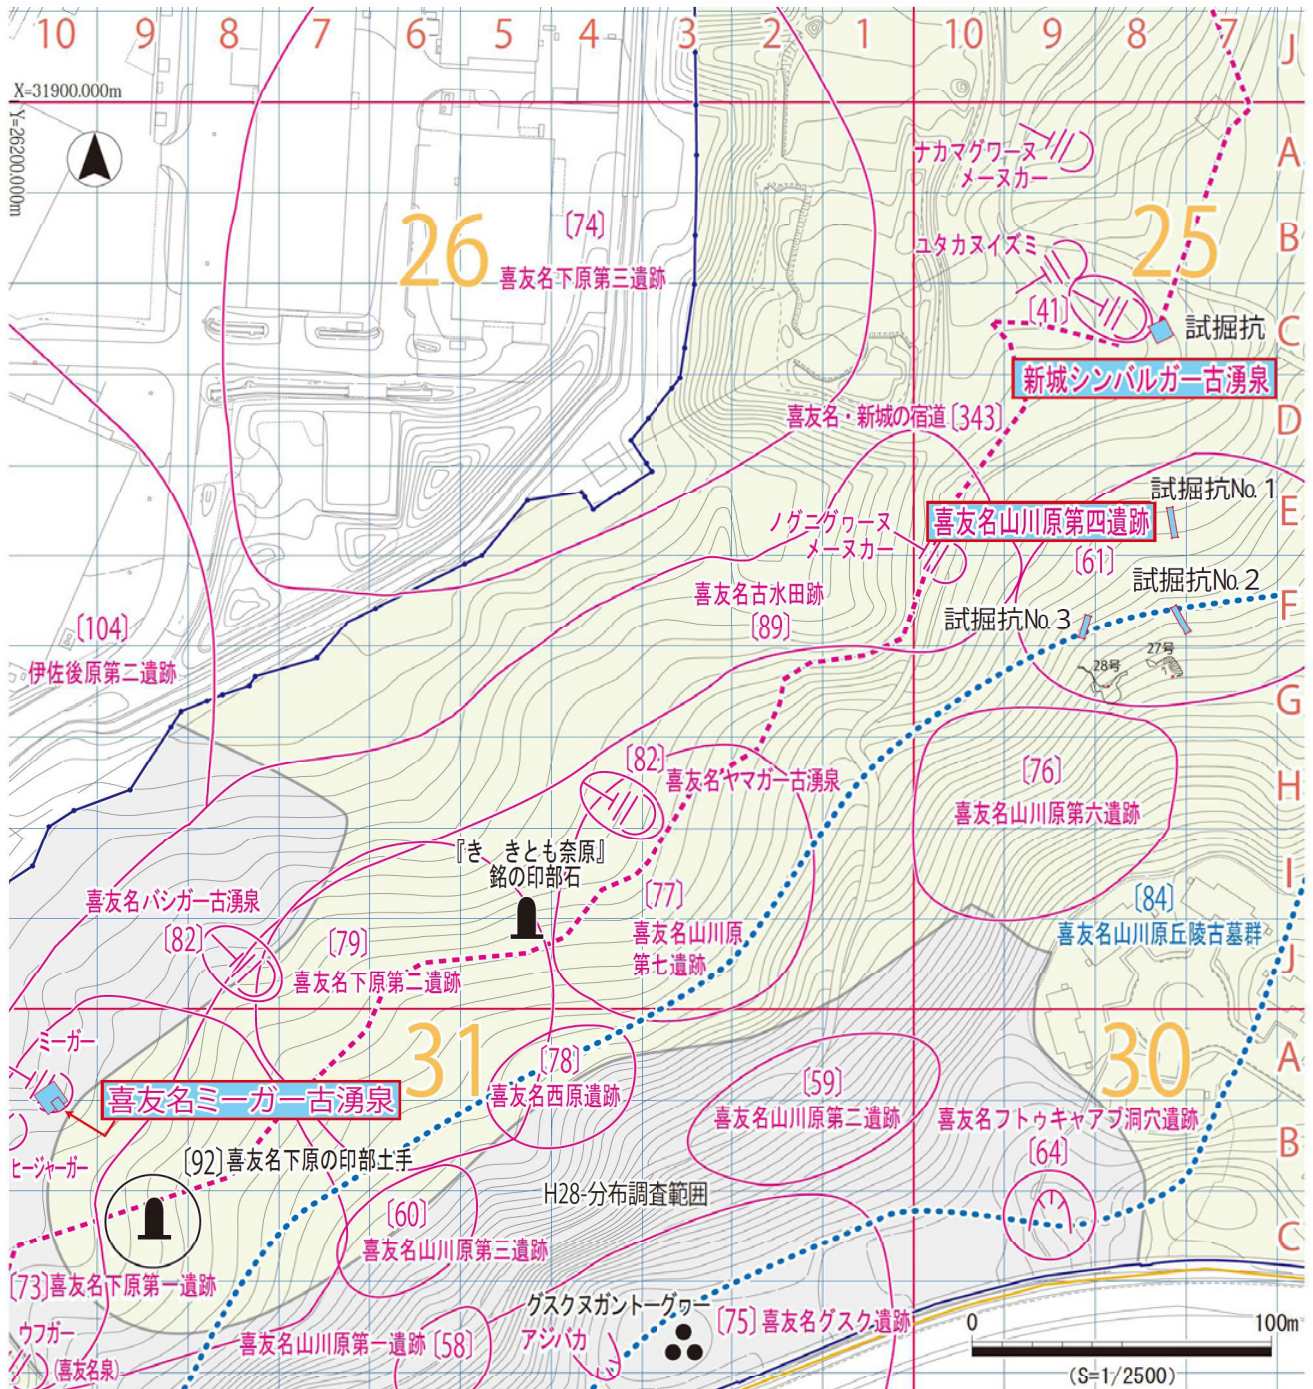 10 9 8 7 6 5 4 3 2 1 10 9 8 7
J
X=31900.000m
Y=26200.000m
A
ナカマグワーヌ
メーヌカー
26
〔74〕
喜友名下原第三遺跡
25
B
ユタカヌイズミ
〔41〕
C
試掘抗
新城シンバルガー古湧泉
喜友名・新城の宿道〔343〕
D
試掘抗No.1
E
ノグニグヮーヌ
メーヌカー
喜友名山川原第四遺跡
〔61〕
試掘抗No.2
喜友名古水田跡
〔89〕
試掘抗No.3
F
〔104〕
伊佐後原第二遺跡
28号
27号
G
〔82〕
喜友名ヤマガー古湧泉
〔76〕
喜友名山川原第六遺跡
H
『き　きとも奈原』
銘の印部石
I
喜友名バシガー古湧泉
〔82〕
〔79〕
喜友名下原第二遺跡
〔77〕
喜友名山川原
第七遺跡
〔84〕
喜友名山川原丘陵古墓群
J
ミーガー
31
30
A
〔78〕
喜友名西原遺跡
〔59〕
喜友名山川原第二遺跡
喜友名ミーガー古湧泉
喜友名フトゥキャアブ洞穴遺跡
〔64〕
B
ヒージャーガー
〔92〕喜友名下原の印部土手
H28-分布調査範囲
〔60〕
喜友名山川原第三遺跡
C
〔73〕喜友名下原第一遺跡
グスクヌガントーグヮー
アジバカ
〔75〕喜友名グスク遺跡
ウフガー
(喜友名泉)
喜友名山川原第一遺跡〔58〕
0 100m
(S=1/2500)